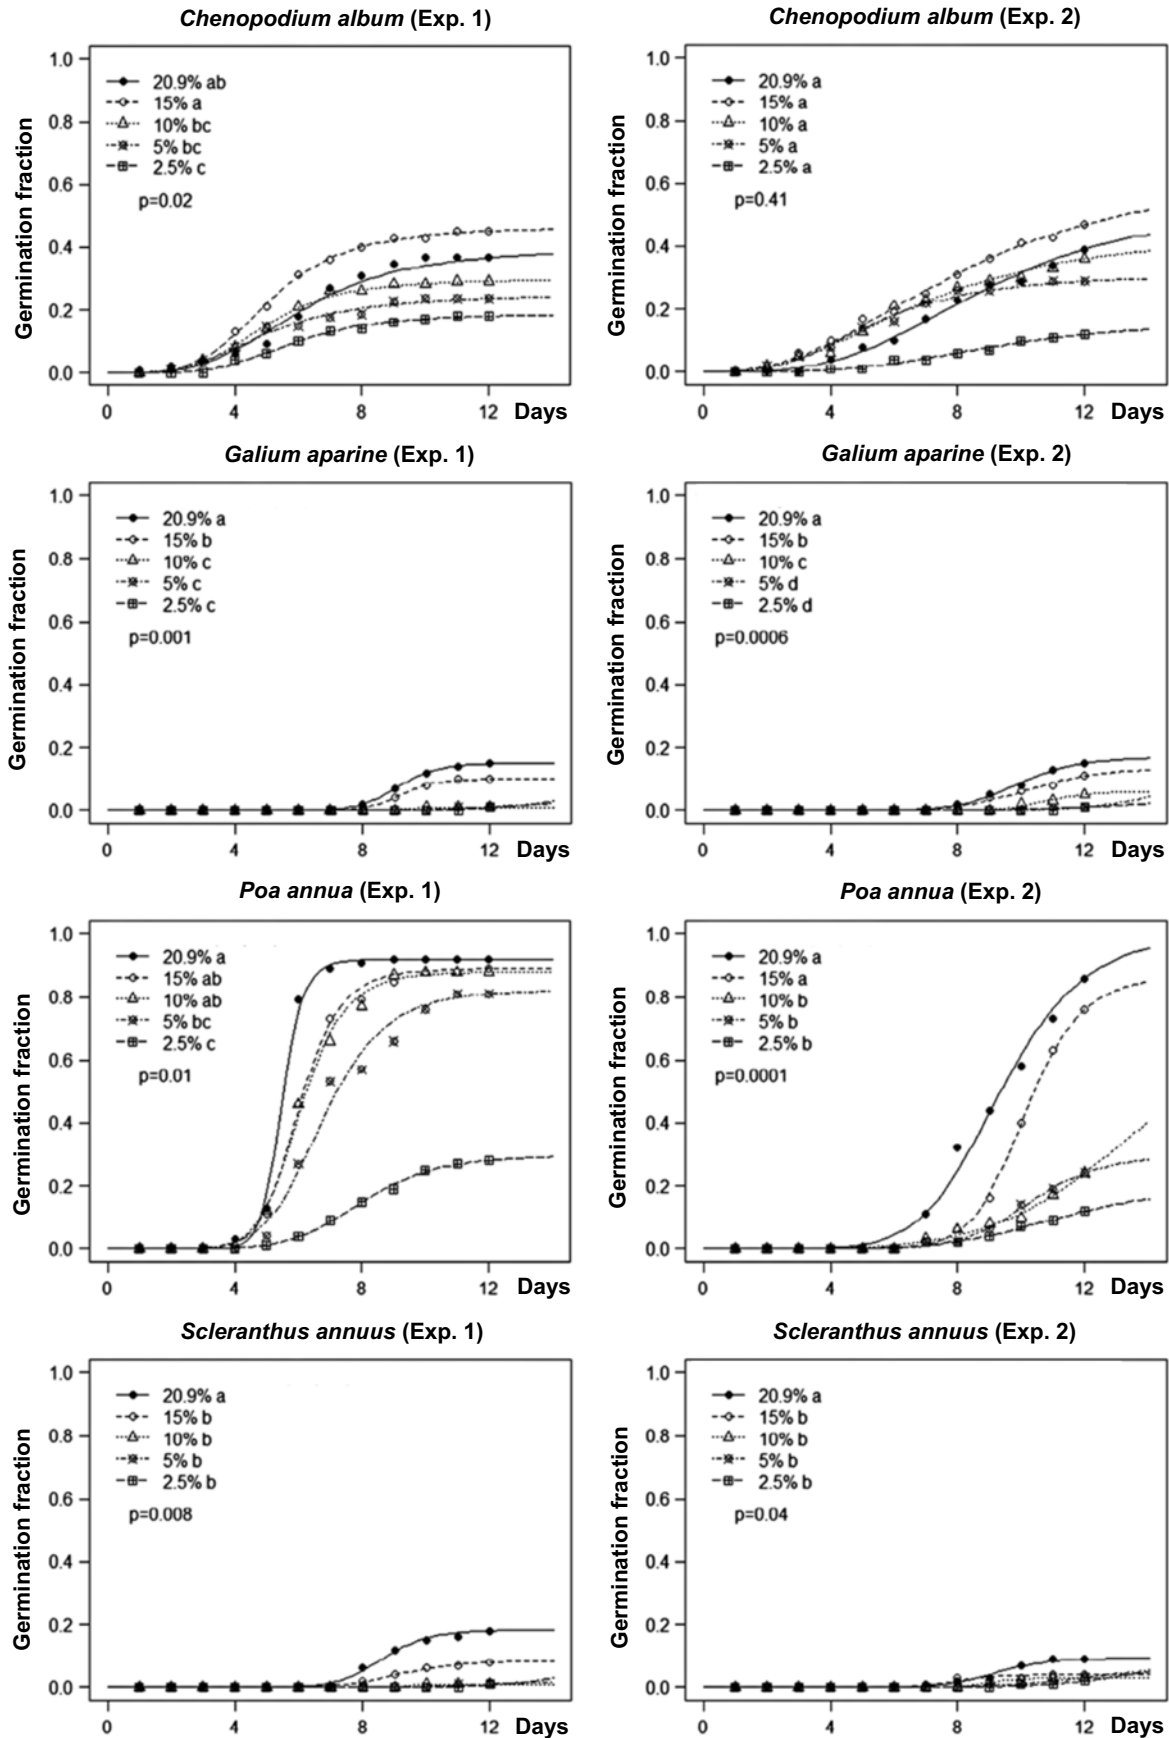 Chenopodium album (Exp. 1)
Germination fraction
1.0
0.8
0.6
0.4
0.2
0.0
20.9% ab
15% a
10% bc
5% bc
2.5% c
p=0.02
0 4 8 12 Days
Chenopodium album (Exp. 2)
Germination fraction
1.0
0.8
0.6
0.4
0.2
0.0
20.9% a
15% a
10% a
5% a
2.5% a
p=0.41
0 4 8 12 Days
Galium aparine (Exp. 1)
Germination fraction
1.0
0.8
0.6
0.4
0.2
0.0
20.9% a
15% b
10% c
5% c
2.5% c
p=0.001
0 4 8 12 Days
Galium aparine (Exp. 2)
Germination fraction
1.0
0.8
0.6
0.4
0.2
0.0
20.9% a
15% b
10% c
5% d
2.5% d
p=0.0006
0 4 8 12 Days
Poa annua (Exp. 1)
Germination fraction
1.0
0.8
0.6
0.4
0.2
0.0
20.9% a
15% ab
10% ab
5% bc
2.5% c
p=0.01
0 4 8 12 Days
Poa annua (Exp. 2)
Germination fraction
1.0
0.8
0.6
0.4
0.2
0.0
20.9% a
15% a
10% b
5% b
2.5% b
p=0.0001
0 4 8 12 Days
Scleranthus annuus (Exp. 1)
Germination fraction
1.0
0.8
0.6
0.4
0.2
0.0
20.9% a
15% b
10% b
5% b
2.5% b
p=0.008
0 4 8 12 Days
Scleranthus annuus (Exp. 2)
Germination fraction
1.0
0.8
0.6
0.4
0.2
0.0
20.9% a
15% b
10% b
5% b
2.5% b
p=0.04
0 4 8 12 Days